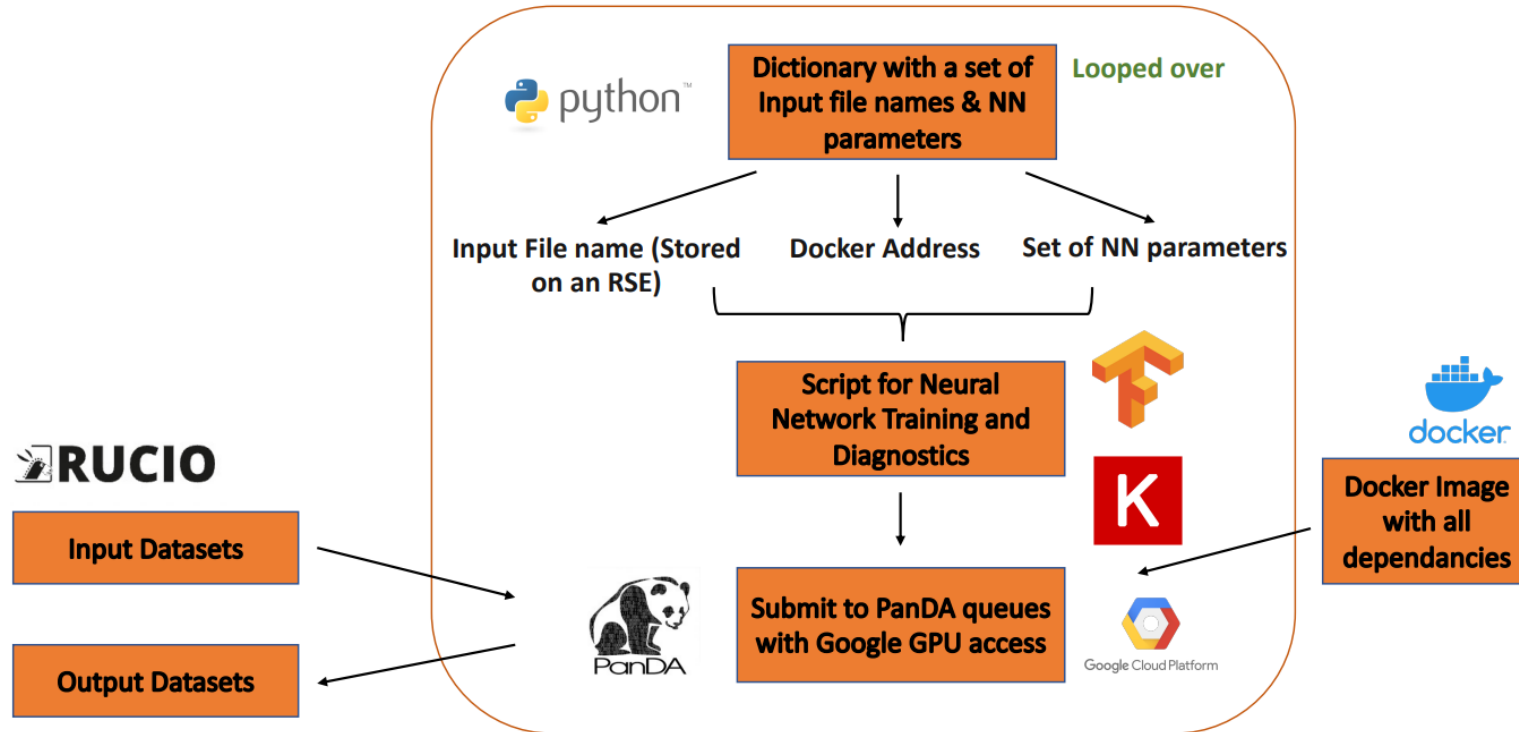 python™
Dictionary with a set of
Input file names & NN
parameters
Looped over
Input File name (Stored
on an RSE)
Docker Address
Set of NN parameters
Script for Neural
Network Training and
Diagnostics
K
docker
Docker Image
with all
dependancies
RUCIO
Input Datasets
Output Datasets
PanDA
Submit to PanDA queues
with Google GPU access
Google Cloud Platform